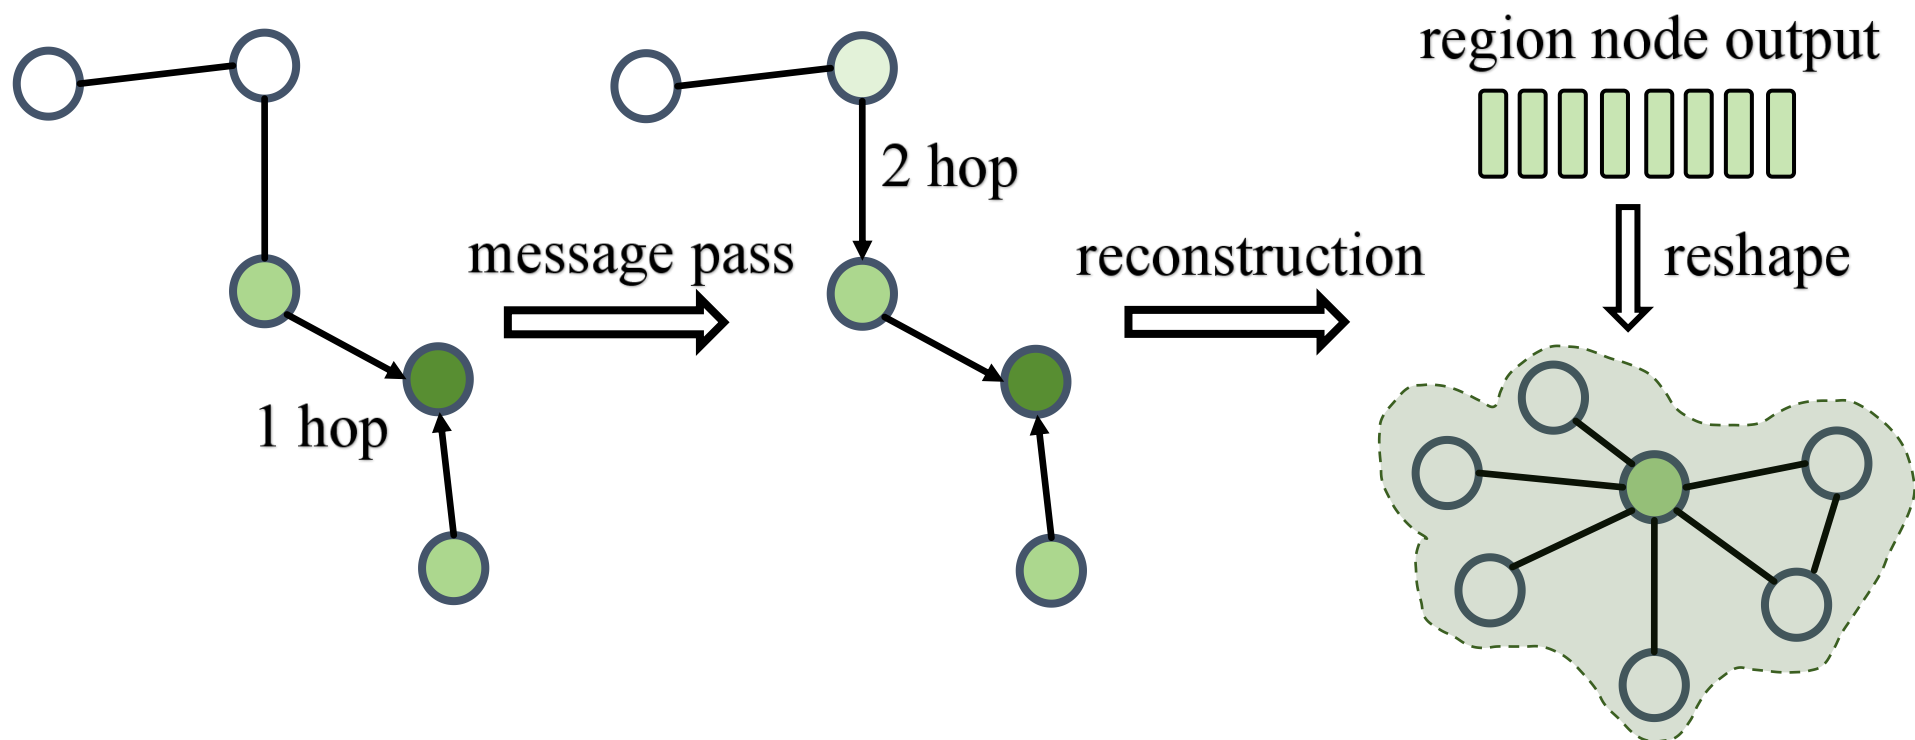 1 hop
message pass
2 hop
reconstruction
region node output
reshape